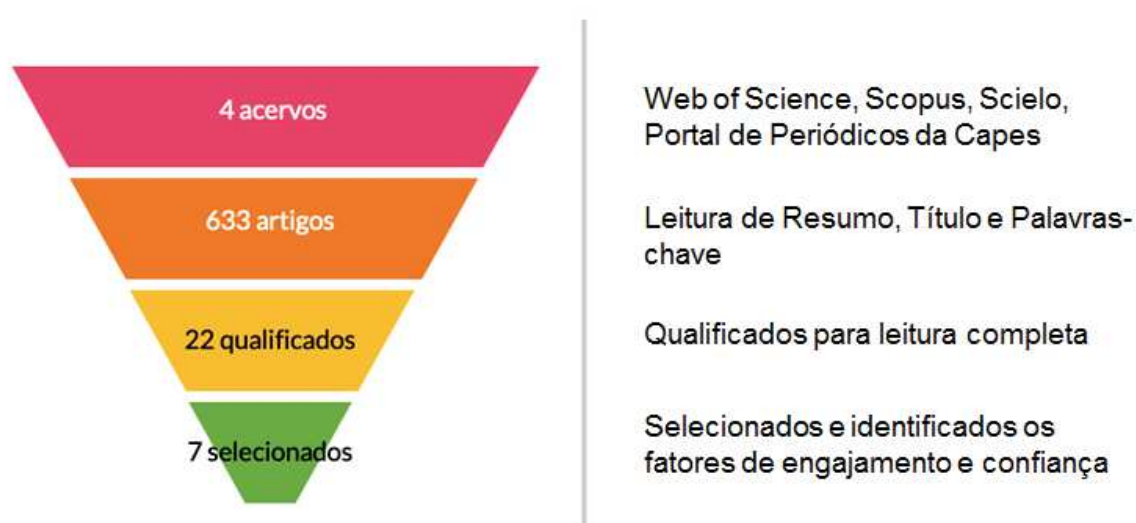 4 acervos
Web of Science, Scopus, Scielo,
Portal de Periódicos da Capes
633 artigos
Leitura de Resumo, Título e Palavras-
chave
22 qualificados
Qualificados para leitura completa
7 selecionados
Selecionados e identificados os
fatores de engajamento e confiança